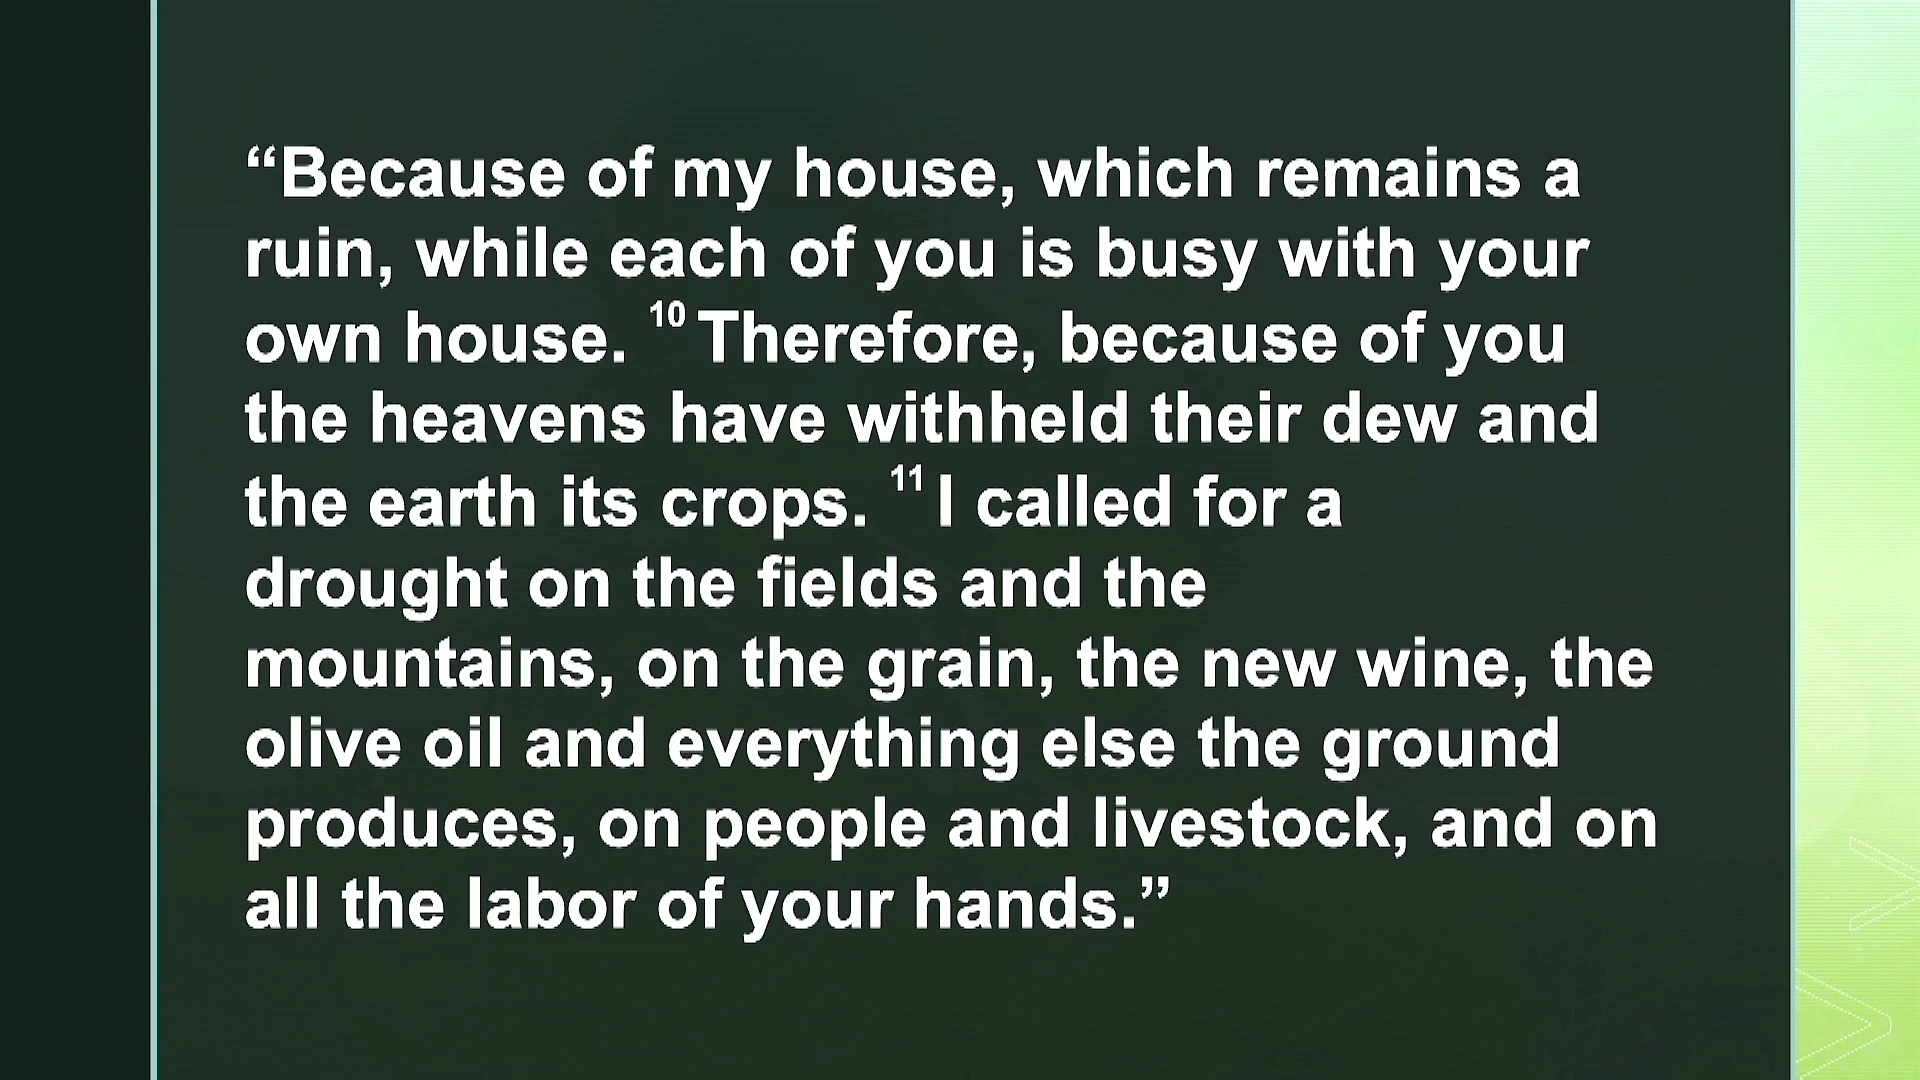 “Because of my house, which remains a
ruin, while each of you is busy with your
own house. 10 Therefore, because of you
the heavens have withheld their dew and
the earth its crops. 11 I called for a
drought on the fields and the
mountains, on the grain, the new wine, the
olive oil and everything else the ground
produces, on people and livestock, and on
all the labor of your hands.”